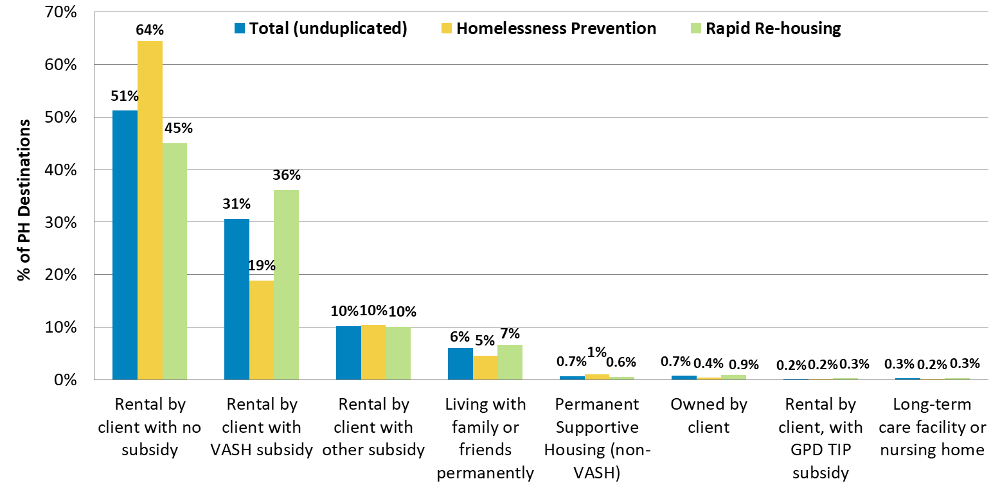 70%
60%
50%
40%
30%
20%
10%
0%
% of PH Destinations
Total (unduplicated)
Homelessness Prevention
Rapid Re-housing
51%
64%
45%
31%
19%
36%
10%
10%
10%
6%
5%
7%
0.7%
1%
0.6%
0.7%
0.4%
0.9%
0.2%
0.2%
0.3%
0.3%
0.2%
0.3%
Rental by
client with no
subsidy
Rental by
client with
VASH subsidy
Rental by
client with
other subsidy
Living with
family or
friends
permanently
Permanent
Supportive
Housing (non-
VASH)
Owned by
client
Rental by
client, with
GPD TIP
subsidy
Long-term
care facility or
nursing home